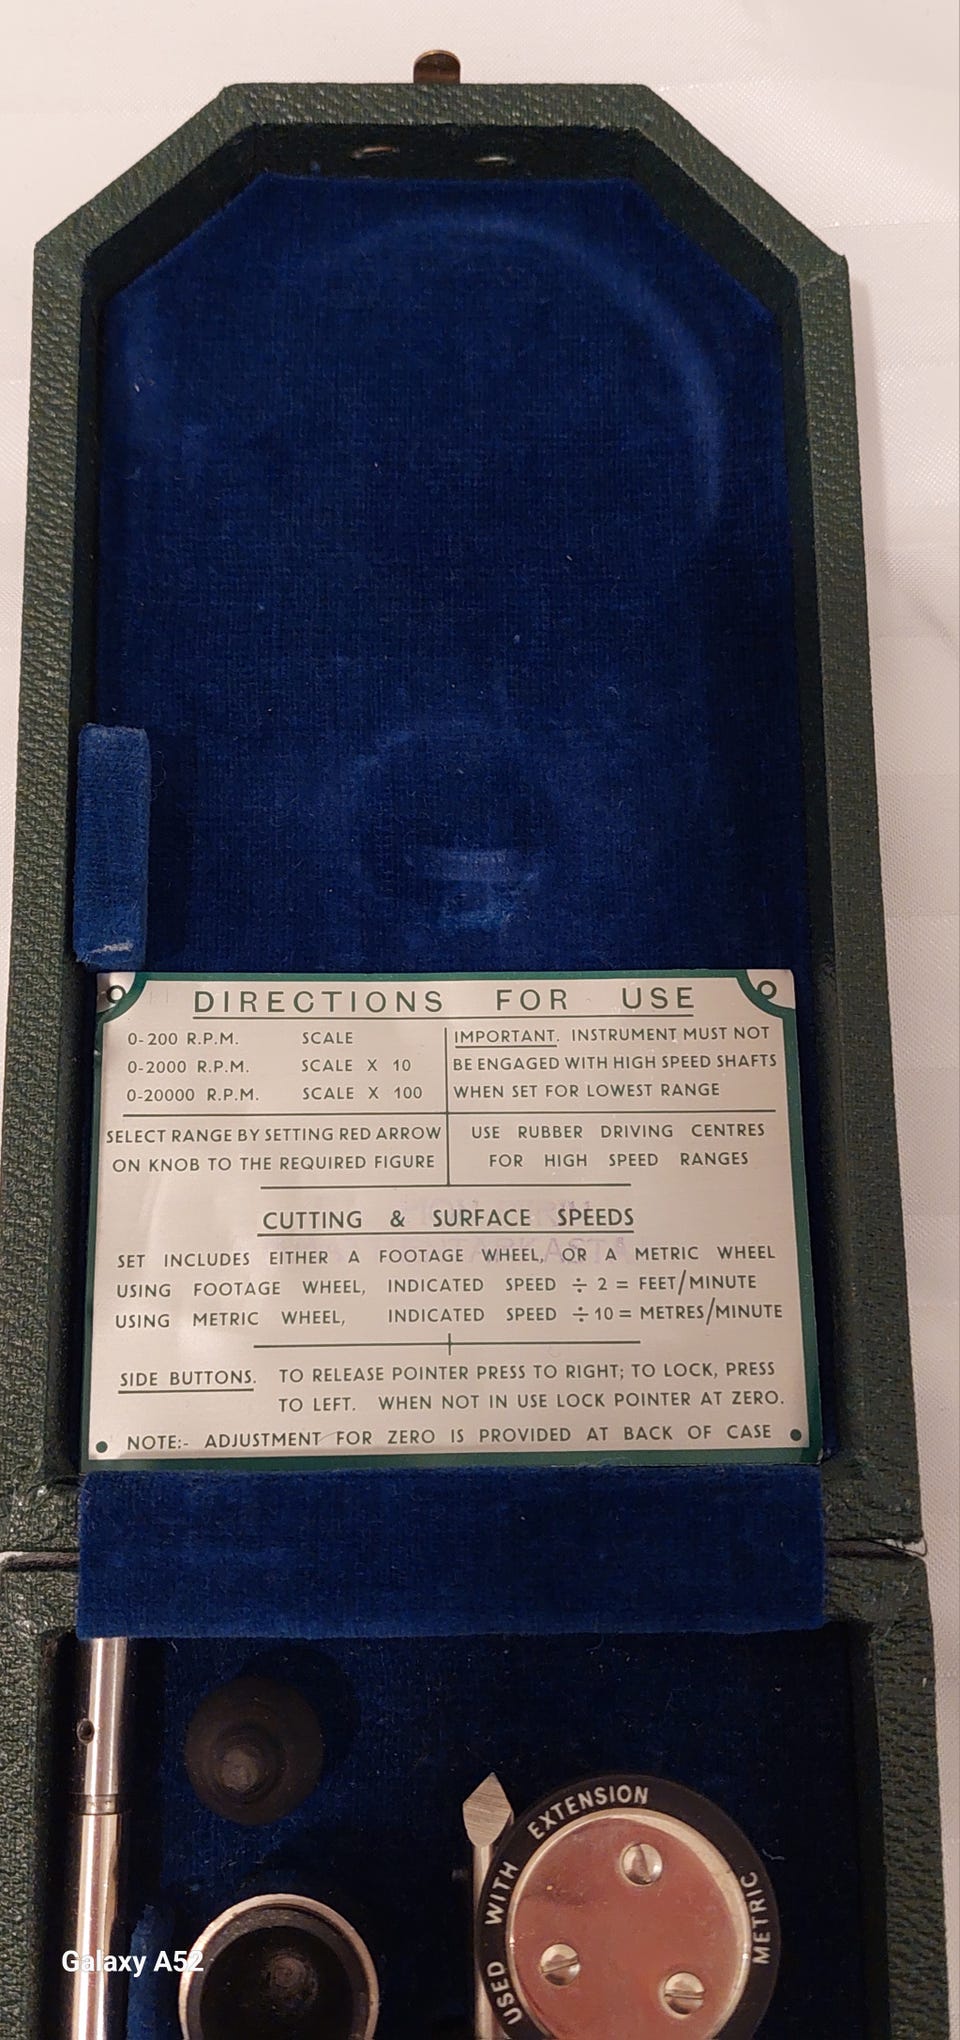 DIRECTIONS FOR USE
0-200 R.P.M. SCALE
0-2000 R.P.M. SCALE X 10
0-20000 R.P.M. SCALE X 100
IMPORTANT. INSTRUMENT MUST NOT
BE ENGAGED WITH HIGH SPEED SHAFTS
WHEN SET FOR LOWEST RANGE
SELECT RANGE BY SETTING RED ARROW
ON KNOB TO THE REQUIRED FIGURE
USE RUBBER DRIVING CENTRES
FOR HIGH SPEED RANGES
CUTTING & SURFACE SPEEDS
SET INCLUDES EITHER A FOOTAGE WHEEL, OR A METRIC WHEEL
USING FOOTAGE WHEEL, INDICATED SPEED ÷ 2 = FEET/MINUTE
USING METRIC WHEEL, INDICATED SPEED ÷ 10 = METRES/MINUTE
SIDE BUTTONS. TO RELEASE POINTER PRESS TO RIGHT; TO LOCK, PRESS
TO LEFT. WHEN NOT IN USE LOCK POINTER AT ZERO.
NOTE:- ADJUSTMENT FOR ZERO IS PROVIDED AT BACK OF CASE
USED WITH EXTENSION
METRIC
Galaxy A52